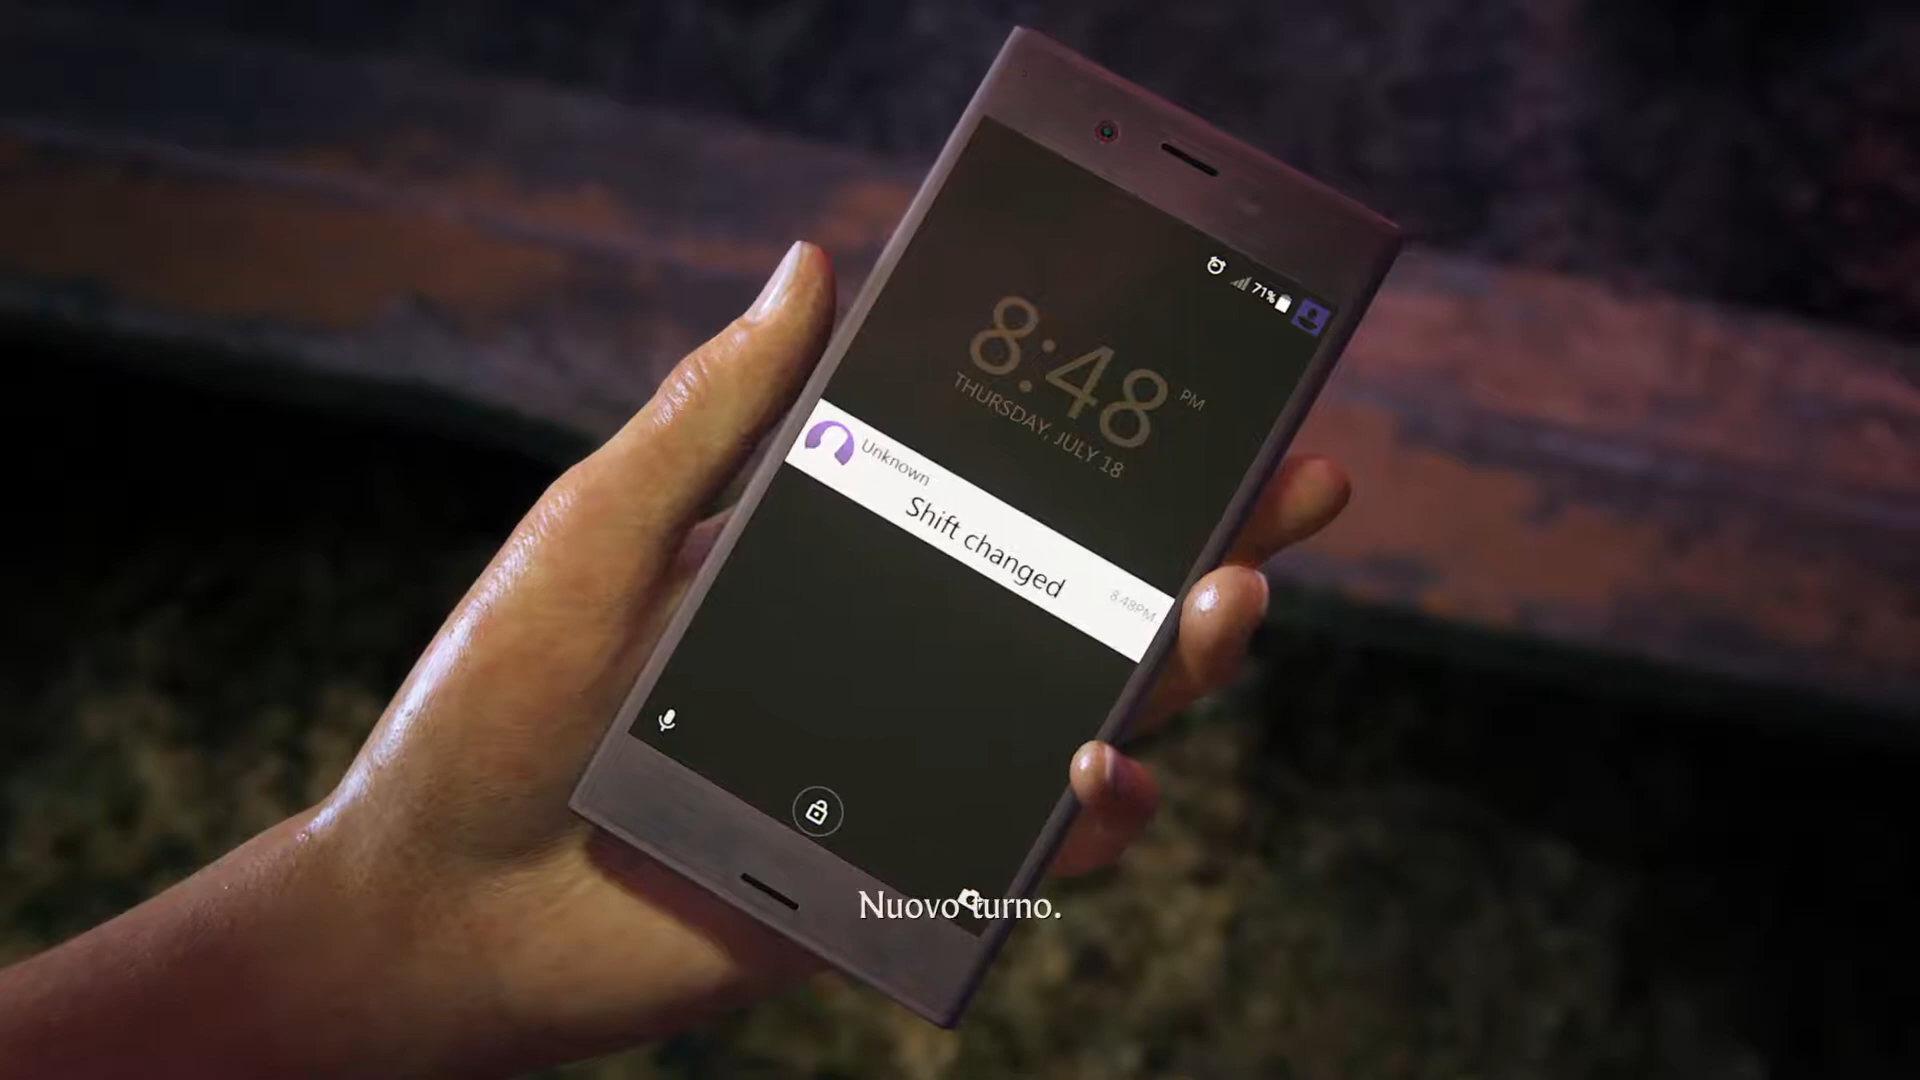 71%
8:48 PM
THURSDAY, JULY 18
Unknown
Shift changed
8:48PM
Nuovo turno.